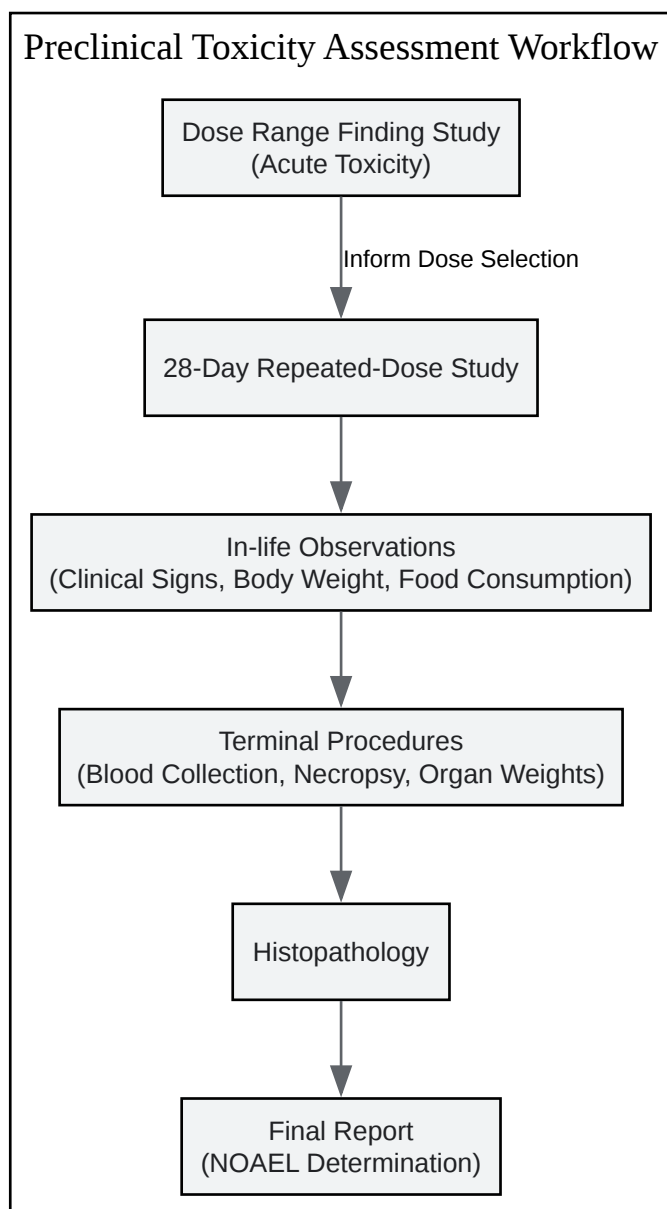 Preclinical Toxicity Assessment Workflow
Dose Range Finding Study
(Acute Toxicity)
Inform Dose Selection
28-Day Repeated-Dose Study
In-life Observations
(Clinical Signs, Body Weight, Food Consumption)
Terminal Procedures
(Blood Collection, Necropsy, Organ Weights)
Histopathology
Final Report
(NOAEL Determination)